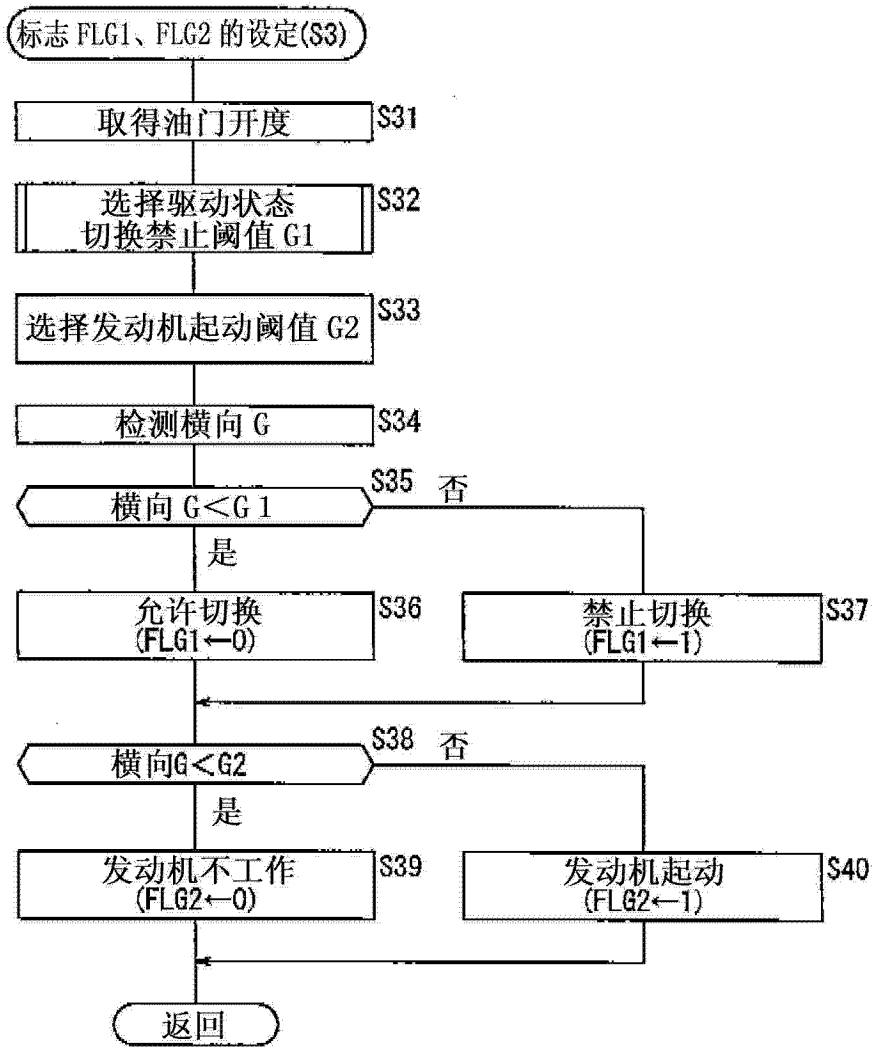 标志 FLG1、FLG2 的设定(S3)
取得油门开度
S31
选择驱动状态
切换禁止阈值 G1
S32
选择发动机起动阈值 G2
S33
检测横向 G
S34
横向 G＜G 1
S35
否
是
允许切换
(FLG1←0)
S36
禁止切换
(FLG1←1)
S37
横向G＜G2
S38
否
是
发动机不工作
(FLG2←0)
S39
发动机起动
(FLG2←1)
S40
返回